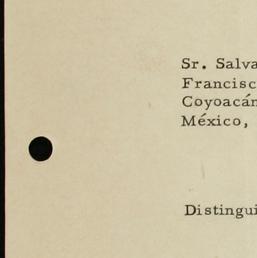 Sr. Salva
Francisc
Coyoacán
México,
Distingui